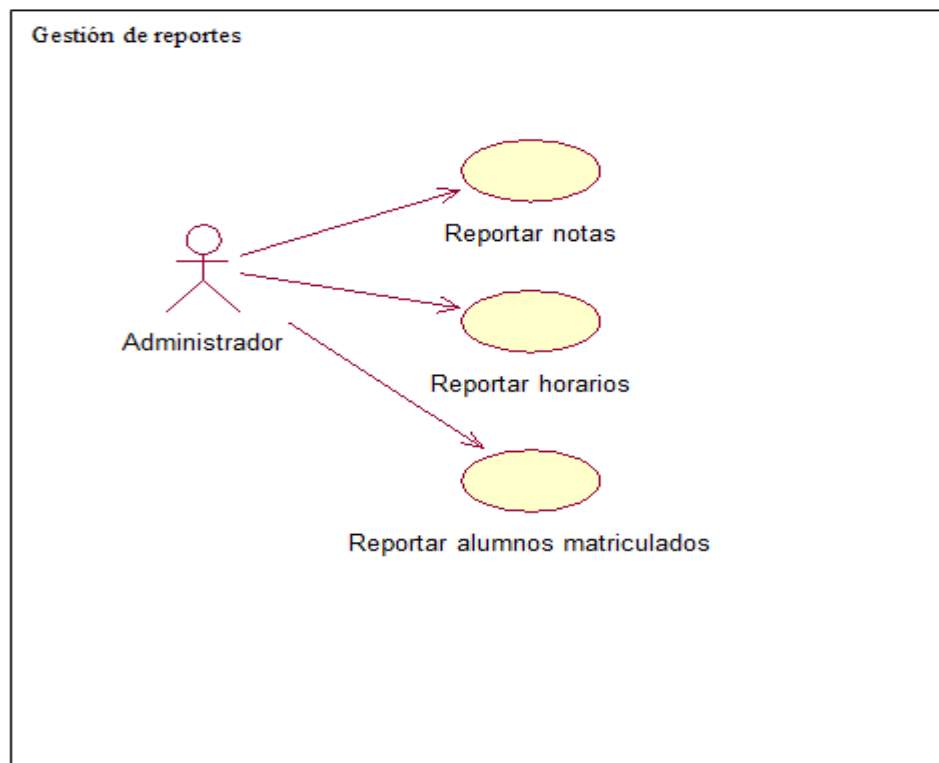 Gestión de reportes
Reportar notas
Administrador
Reportar horarios
Reportar alumnos matriculados